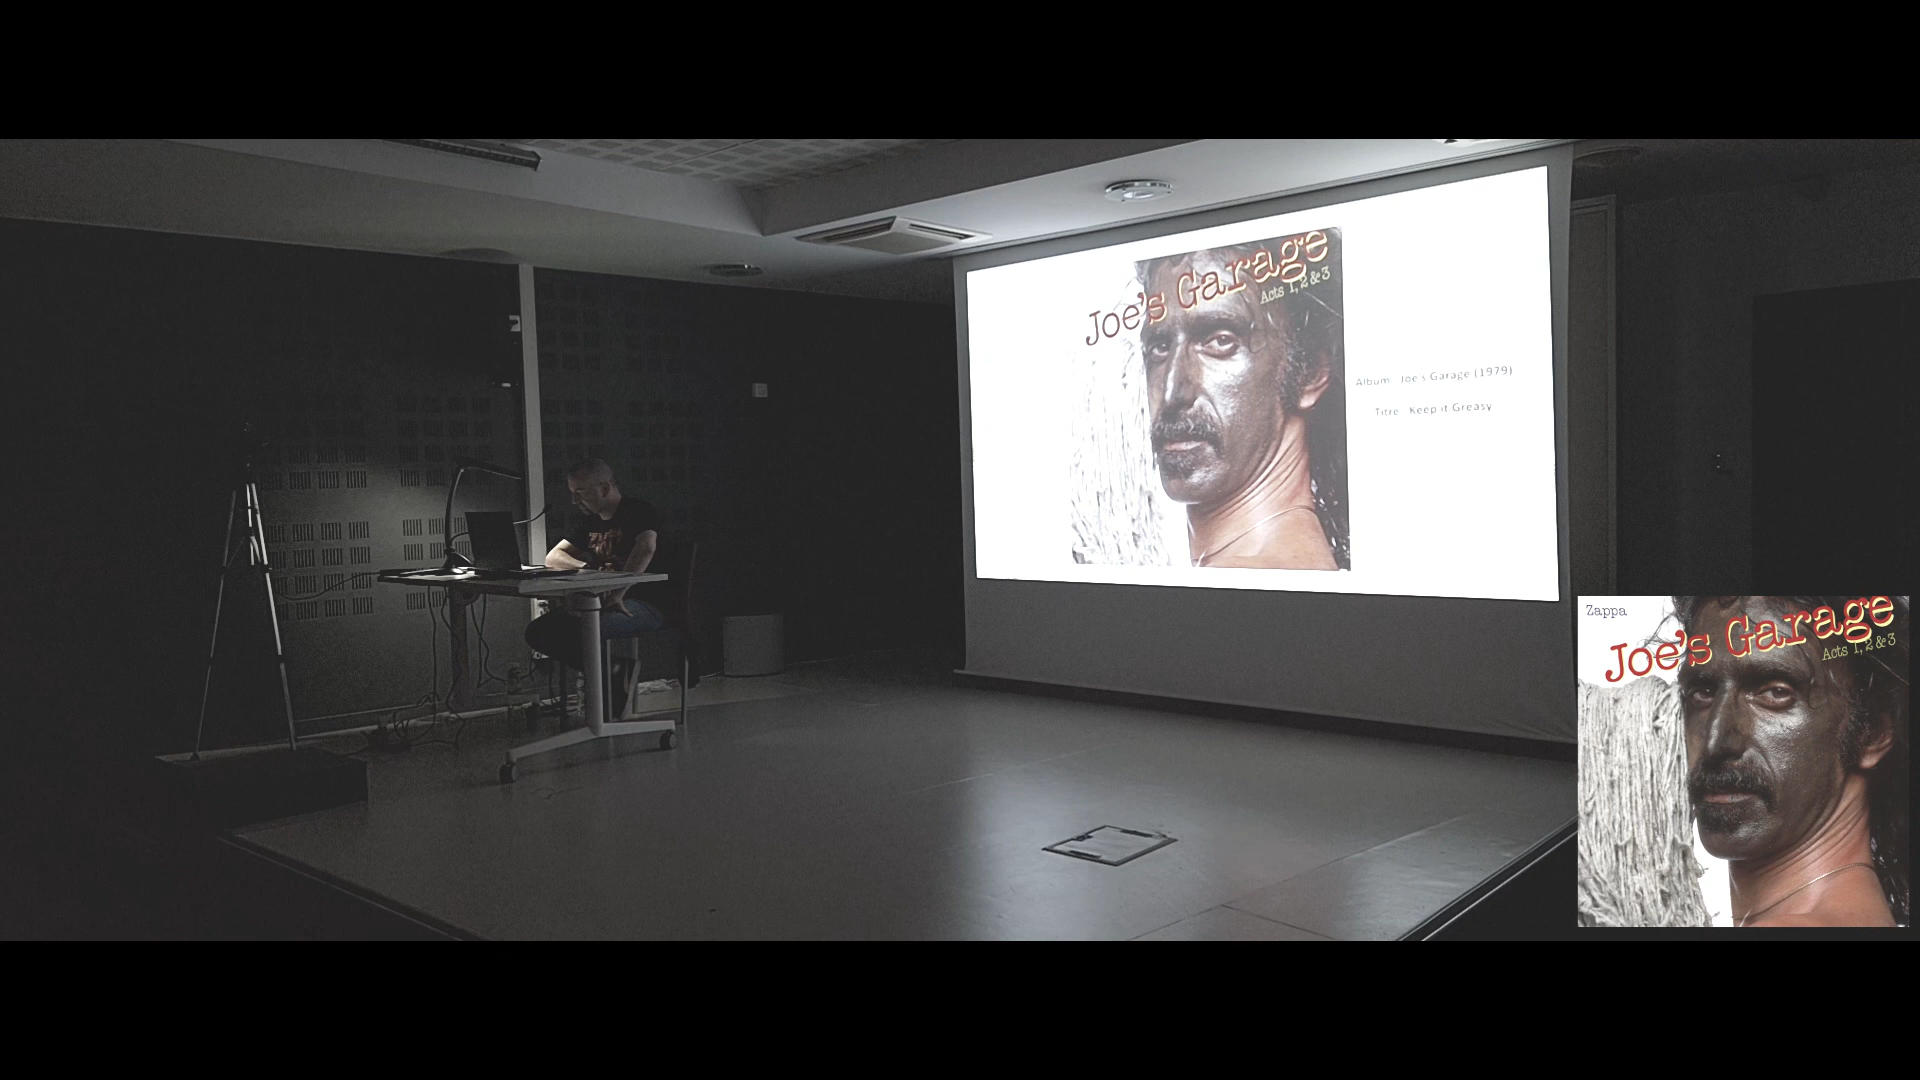 Joe's Garage
Acts 1, 2 & 3
Album : Joe's Garage (1979)
Titre : Keep it Greasy
Zappa
Joe's Garage
Acts 1, 2 & 3